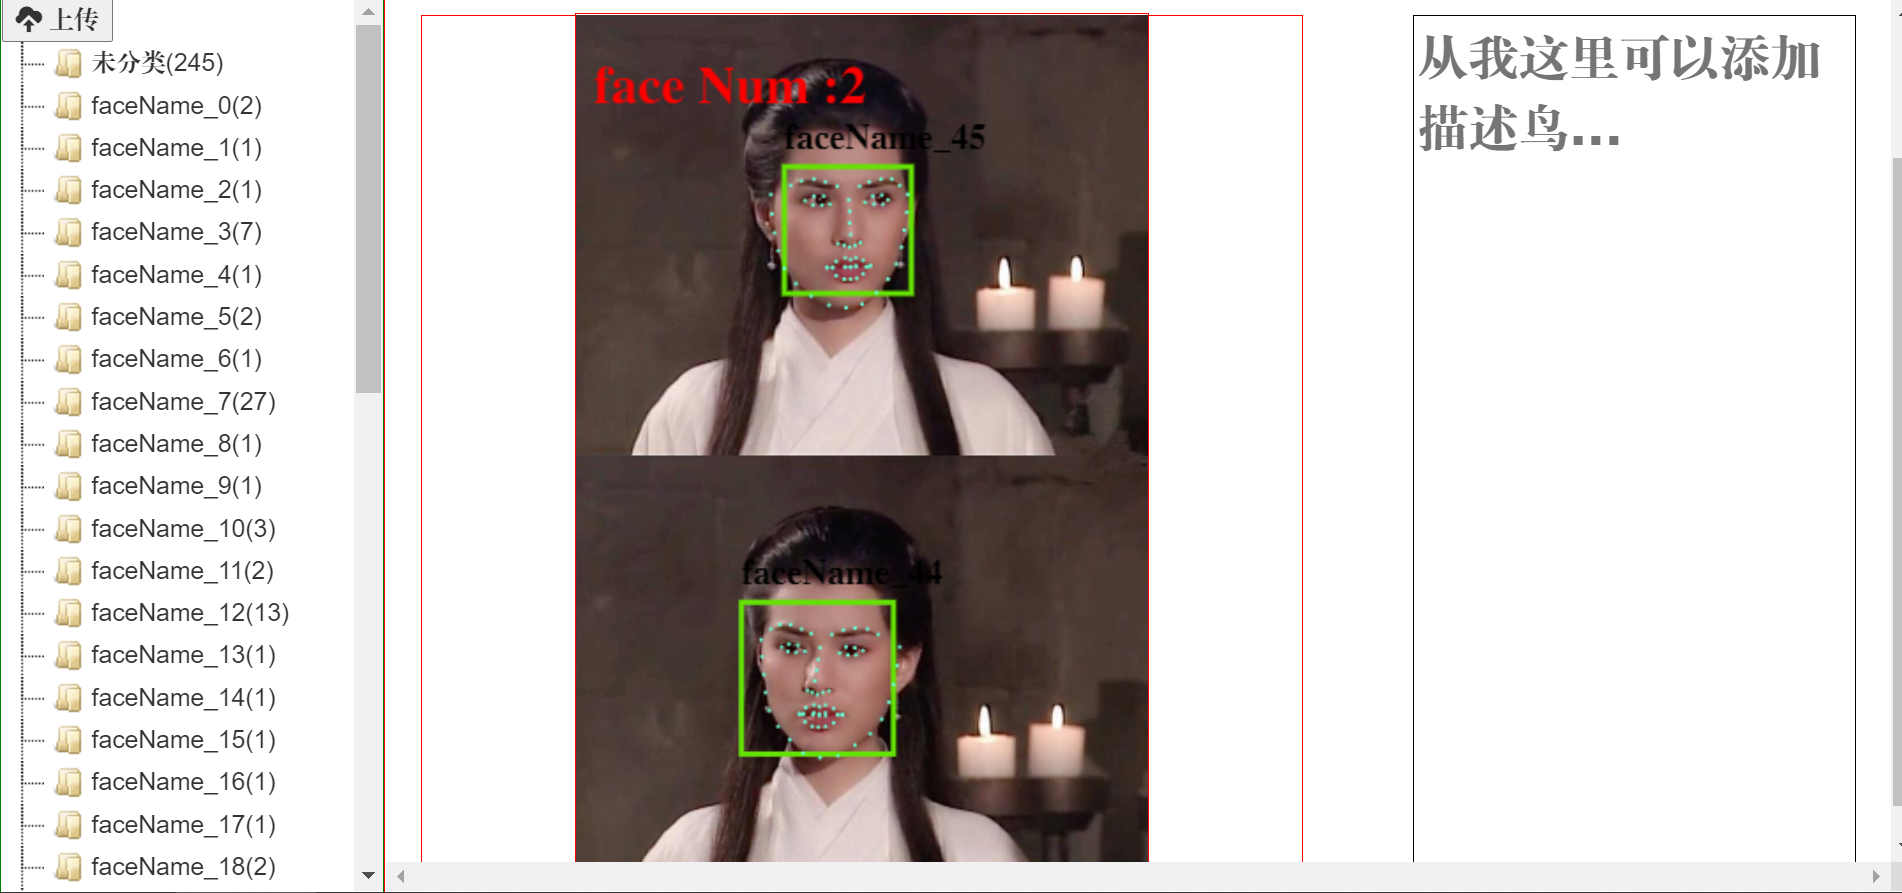 上传
未分类(245)
faceName_0(2)
faceName_1(1)
faceName_2(1)
faceName_3(7)
faceName_4(1)
faceName_5(2)
faceName_6(1)
faceName_7(27)
faceName_8(1)
faceName_9(1)
faceName_10(3)
faceName_11(2)
faceName_12(13)
faceName_13(1)
faceName_14(1)
faceName_15(1)
faceName_16(1)
faceName_17(1)
faceName_18(2)
face Num :2
faceName_45
faceName_44
从我这里可以添加
描述鸟...